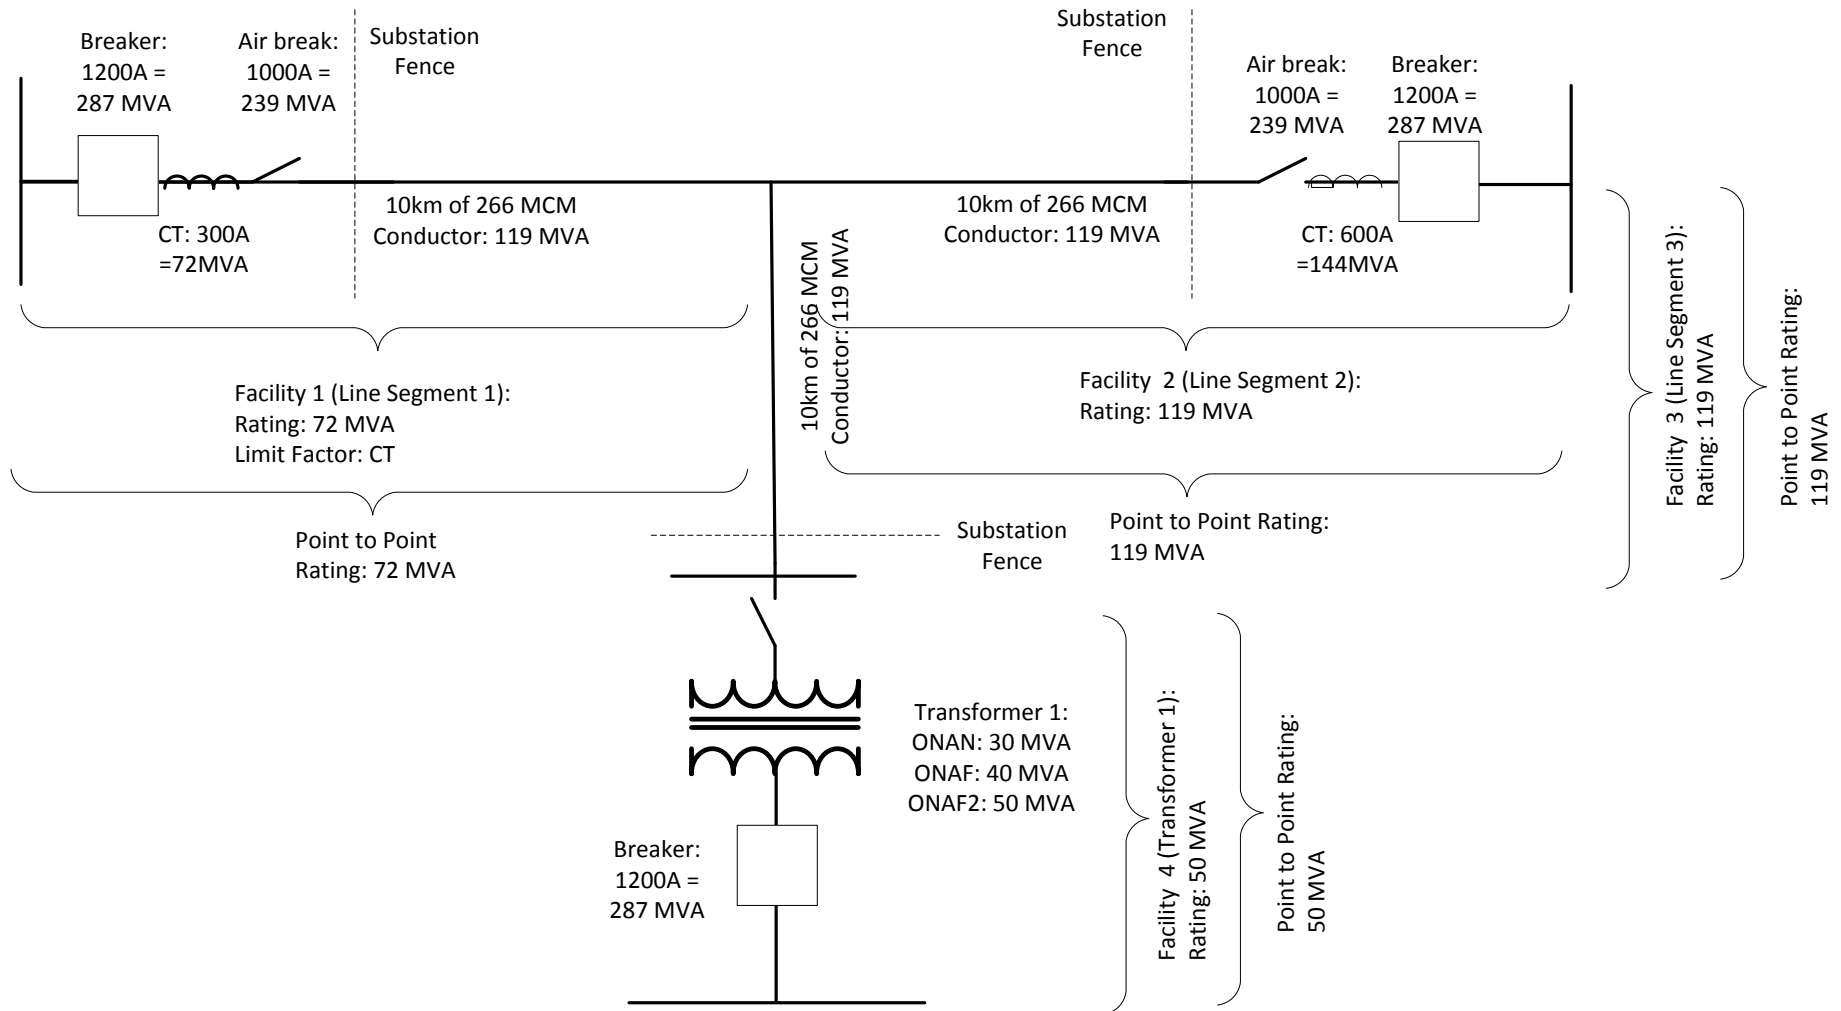 Breaker:
1200A =
287 MVA
Air break:
1000A =
239 MVA
Substation
Fence
Substation
Fence
Air break:
1000A =
239 MVA
Breaker:
1200A =
287 MVA
CT: 300A
=72MVA
10km of 266 MCM
Conductor: 119 MVA
10km of 266 MCM
Conductor: 119 MVA
10km of 266 MCM
Conductor: 119 MVA
CT: 600A
=144MVA
Facility 1 (Line Segment 1):
Rating: 72 MVA
Limit Factor: CT
Facility  2 (Line Segment 2):
Rating: 119 MVA
Facility  3 (Line Segment 3):
Rating: 119 MVA
Point to Point Rating:
119 MVA
Point to Point
Rating: 72 MVA
Substation
Fence
Point to Point Rating:
119 MVA
Transformer 1:
ONAN: 30 MVA
ONAF: 40 MVA
ONAF2: 50 MVA
Breaker:
1200A =
287 MVA
Facility  4 (Transformer 1):
Rating: 50 MVA
Point to Point Rating:
50 MVA